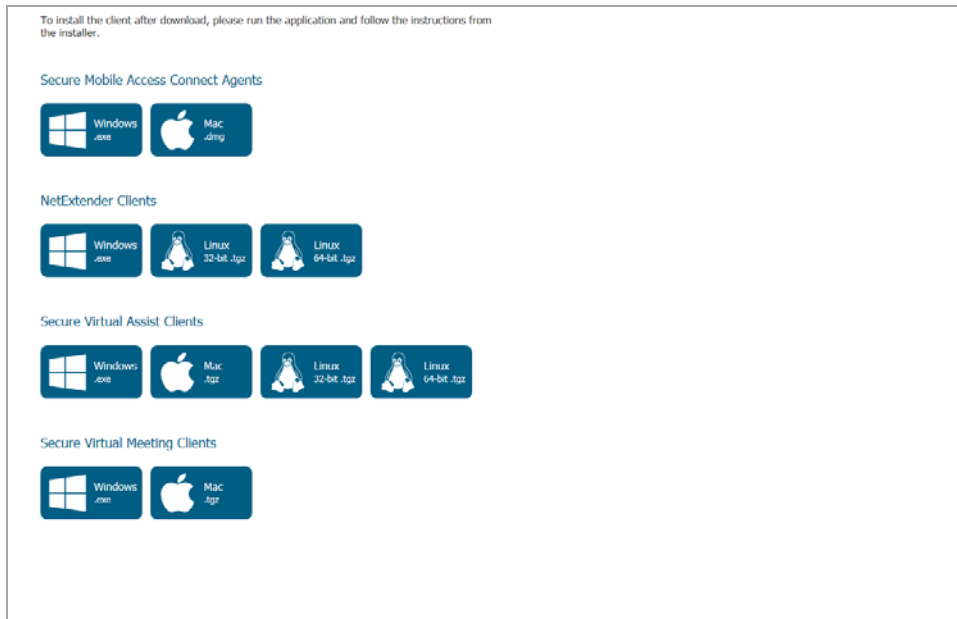 To install the client after download, please run the application and follow the instructions from
the installer.
Secure Mobile Access Connect Agents
Windows
.exe
Mac
.dmg
NetExtender Clients
Windows
.exe
Linux
32-bit .tgz
Linux
64-bit .tgz
Secure Virtual Assist Clients
Windows
.exe
Mac
.tgz
Linux
32-bit .tgz
Linux
64-bit .tgz
Secure Virtual Meeting Clients
Windows
.exe
Mac
.tgz